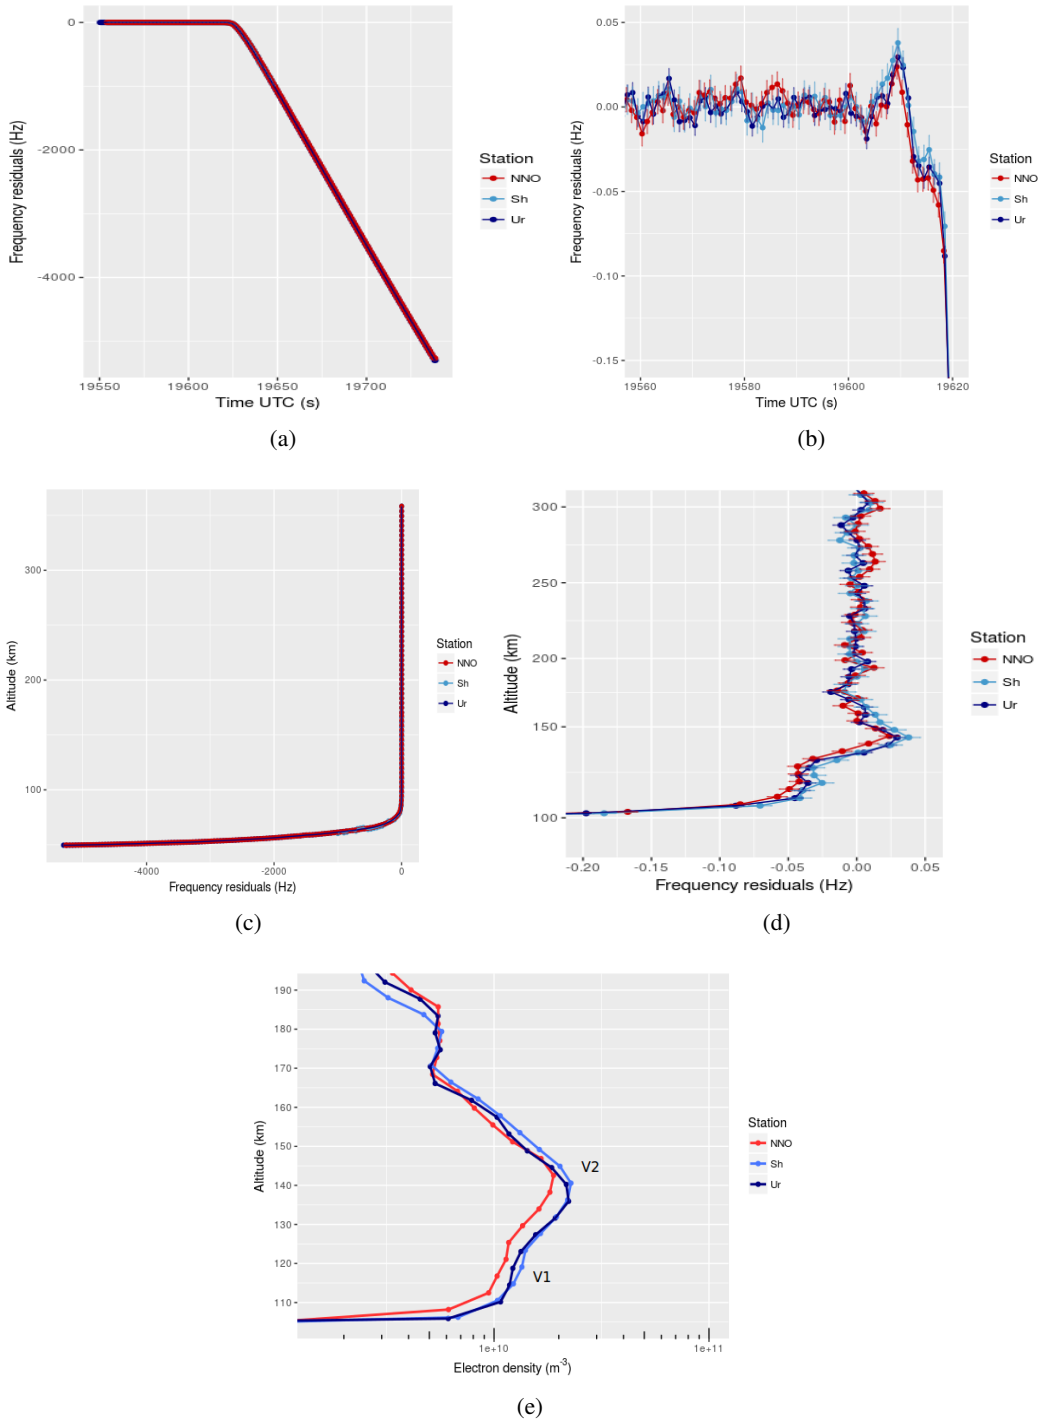 0
-2000
-4000
Frequency residuals (Hz)
19550 19600 19650 19700
Time UTC (s)
Station
NNO
Sh
Ur
(a)
0.05
0.00
-0.05
-0.10
-0.15
Frequency residuals (Hz)
19560 19580 19600 19620
Time UTC (s)
Station
NNO
Sh
Ur
(b)
300
200
100
Altitude (km)
-4000 -2000 0
Frequency residuals (Hz)
Station
NNO
Sh
Ur
(c)
300
250
200
150
100
Altitude (km)
-0.20 -0.15 -0.10 -0.05 0.00 0.05
Frequency residuals (Hz)
Station
NNO
Sh
Ur
(d)
190
180
170
160
150
140
130
120
110
Altitude (km)
V2
V1
1e+10 1e+11
Electron density (m-3)
Station
NNO
Sh
Ur
(e)